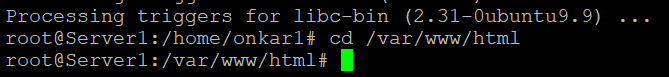 Processing triggers for libc-bin (2.31-0ubuntu9.9) ...
root@Server1:/home/onkar1# cd /var/www/html
root@Server1:/var/www/html#